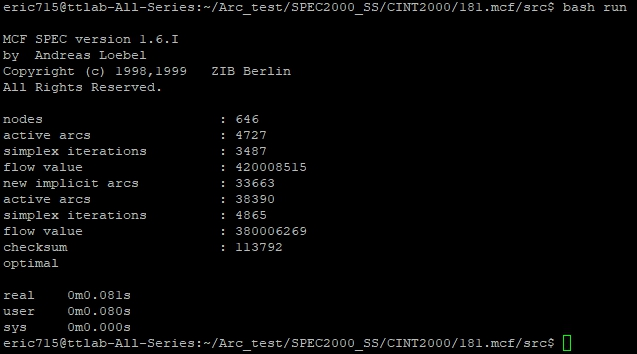 eric715@ttlab-All-Series:~/Arc_test/SPEC2000_SS/CINT2000/181.mcf/src$ bash run
MCF SPEC version 1.6.I
by  Andreas Loebel
Copyright (c) 1998,1999   ZIB Berlin
All Rights Reserved.
nodes                      : 646
active arcs                : 4727
simplex iterations         : 3487
flow value                 : 420008515
new implicit arcs          : 33663
active arcs                : 38390
simplex iterations         : 4865
flow value                 : 380006269
checksum                   : 113792
optimal
real    0m0.081s
user    0m0.080s
sys     0m0.000s
eric715@ttlab-All-Series:~/Arc_test/SPEC2000_SS/CINT2000/181.mcf/src$